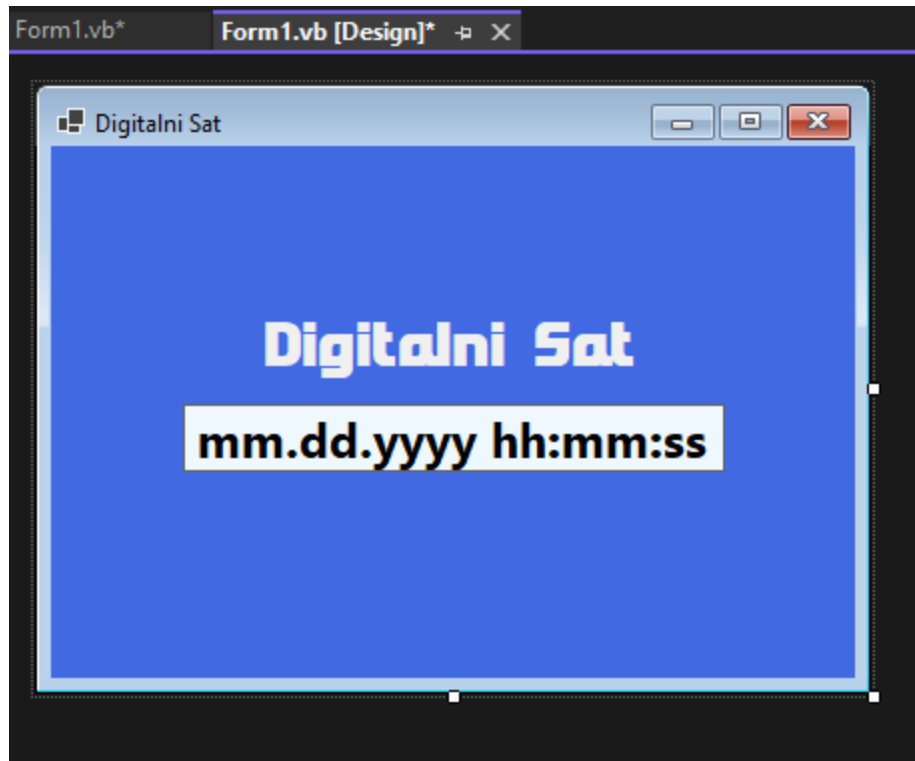 Form1.vb*
Form1.vb [Design]*
Digitalni Sat
Digitalni Sat
mm.dd.yyyy hh:mm:ss